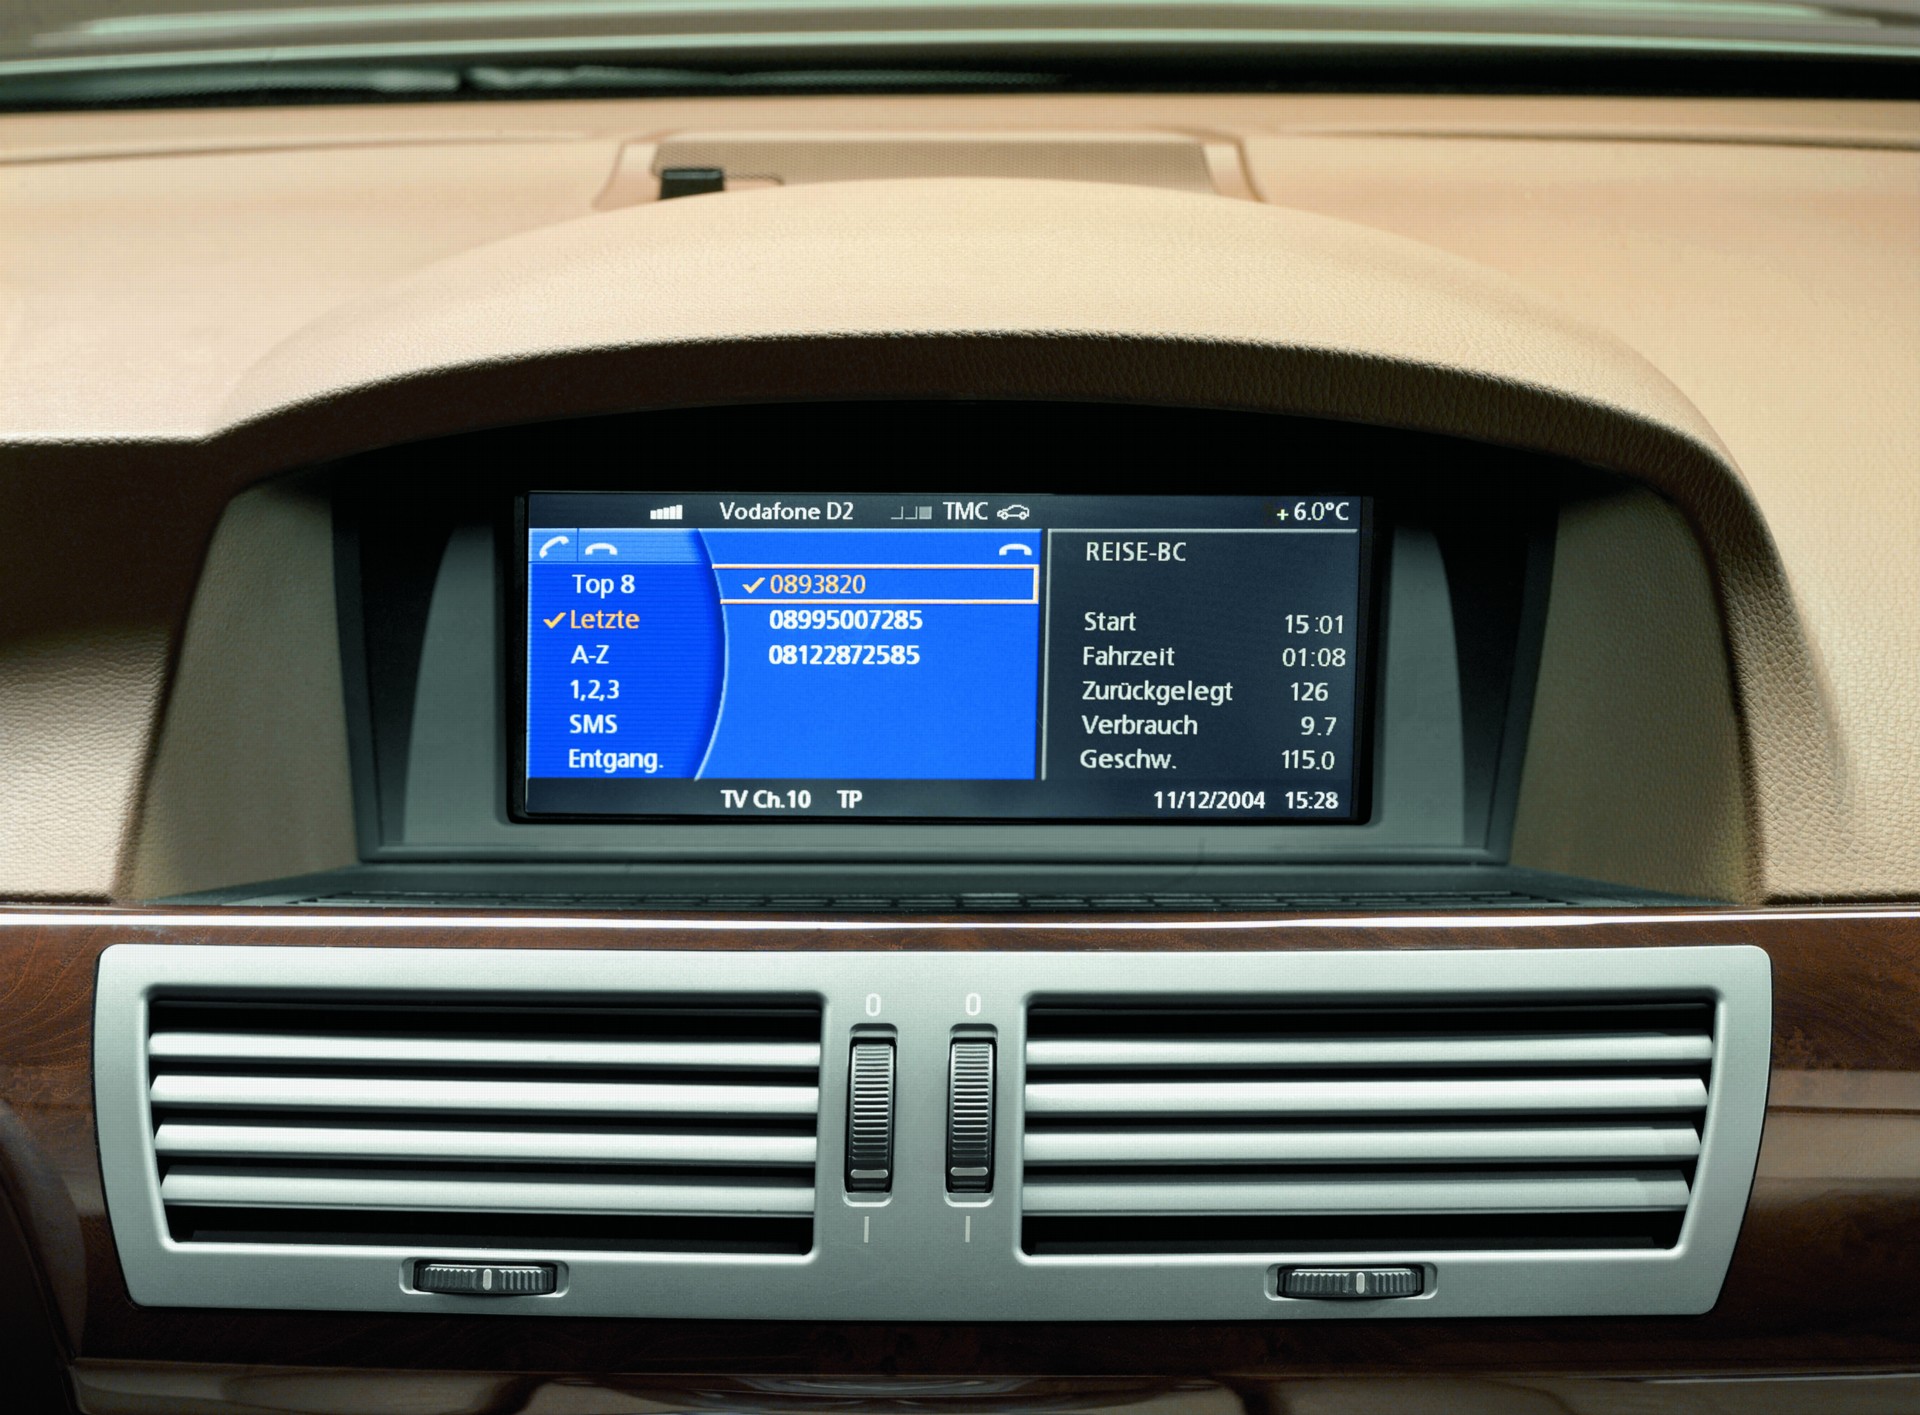 Vodafone D2 TMC +6.0°C
REISE-BC
Top 8
✓ Letzte
A-Z
1,2,3
SMS
Entgang.
✓ 0893820
08995007285
08122872585
Start 15:01
Fahrzeit 01:08
Zurückgelegt 126
Verbrauch 9.7
Geschw. 115.0
TV Ch.10 TP 11/12/2004 15:28
0 0
I I